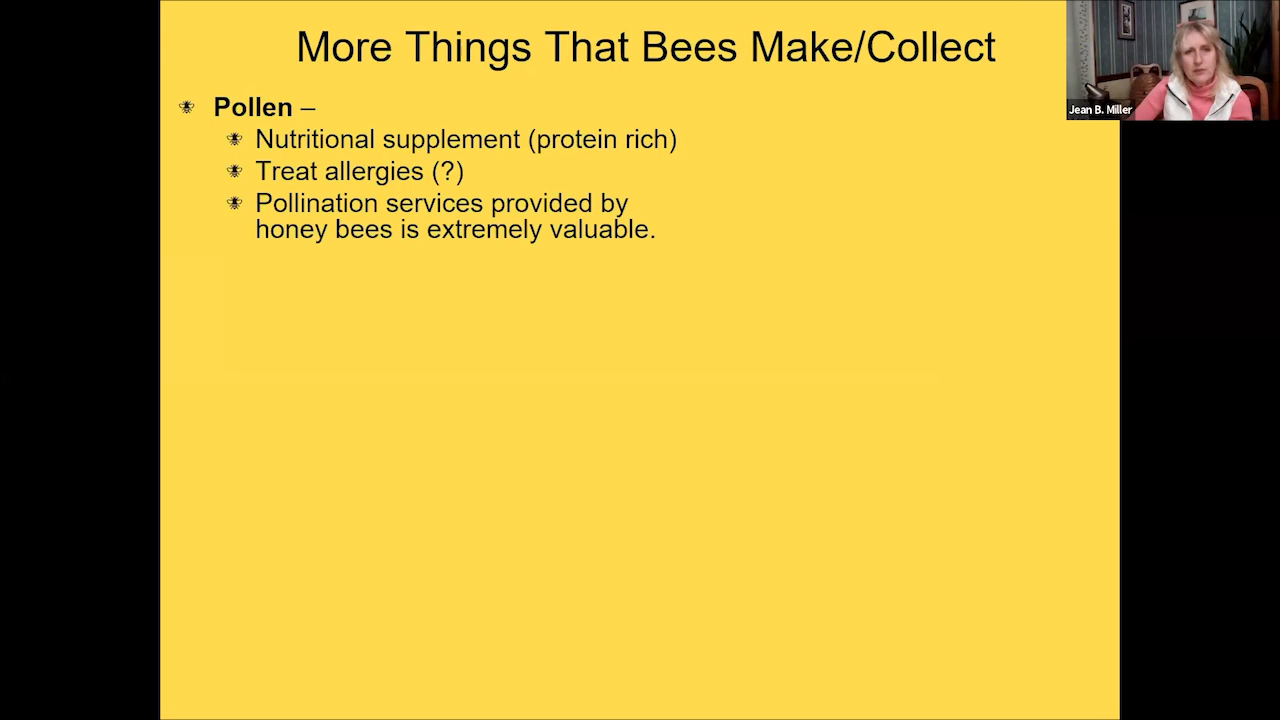 More Things That Bees Make/Collect
Jean B. Miller
Pollen –
Nutritional supplement (protein rich)
Treat allergies (?)
Pollination services provided by
honey bees is extremely valuable.